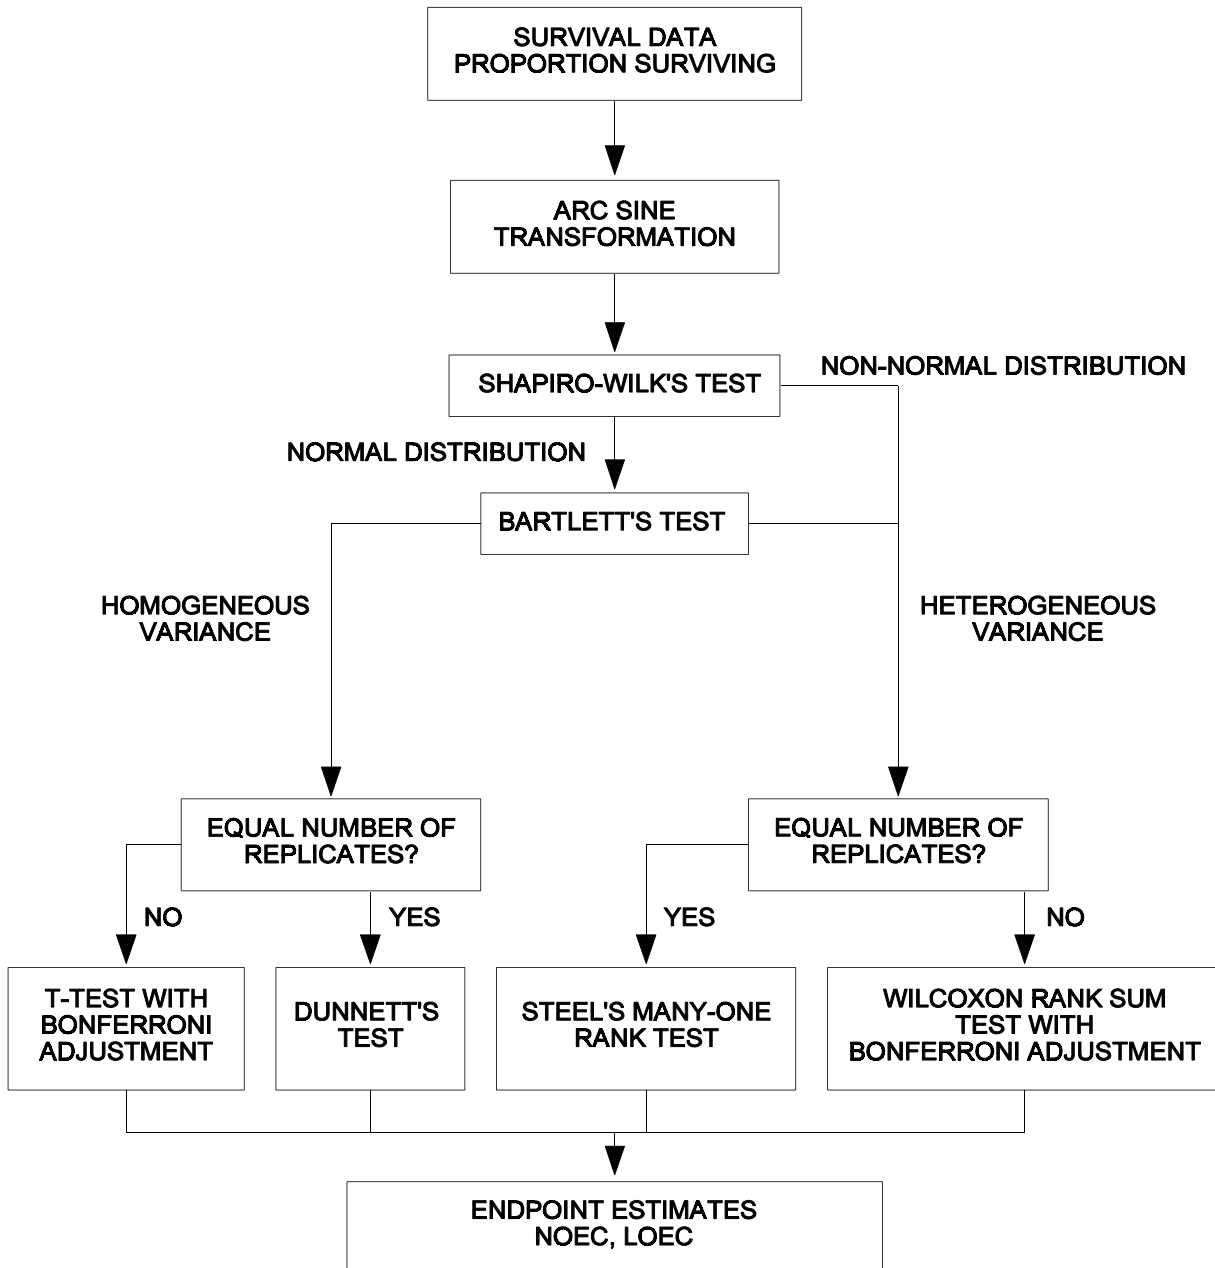 SURVIVAL DATA
PROPORTION SURVIVING
ARC SINE
TRANSFORMATION
SHAPIRO-WILK'S TEST
NON-NORMAL DISTRIBUTION
NORMAL DISTRIBUTION
BARTLETT'S TEST
HOMOGENEOUS
VARIANCE
HETEROGENEOUS
VARIANCE
EQUAL NUMBER OF
REPLICATES?
EQUAL NUMBER OF
REPLICATES?
NO
YES
YES
NO
T-TEST WITH
BONFERRONI
ADJUSTMENT
DUNNETT'S
TEST
STEEL'S MANY-ONE
RANK TEST
WILCOXON RANK SUM
TEST WITH
BONFERRONI ADJUSTMENT
ENDPOINT ESTIMATES
NOEC, LOEC